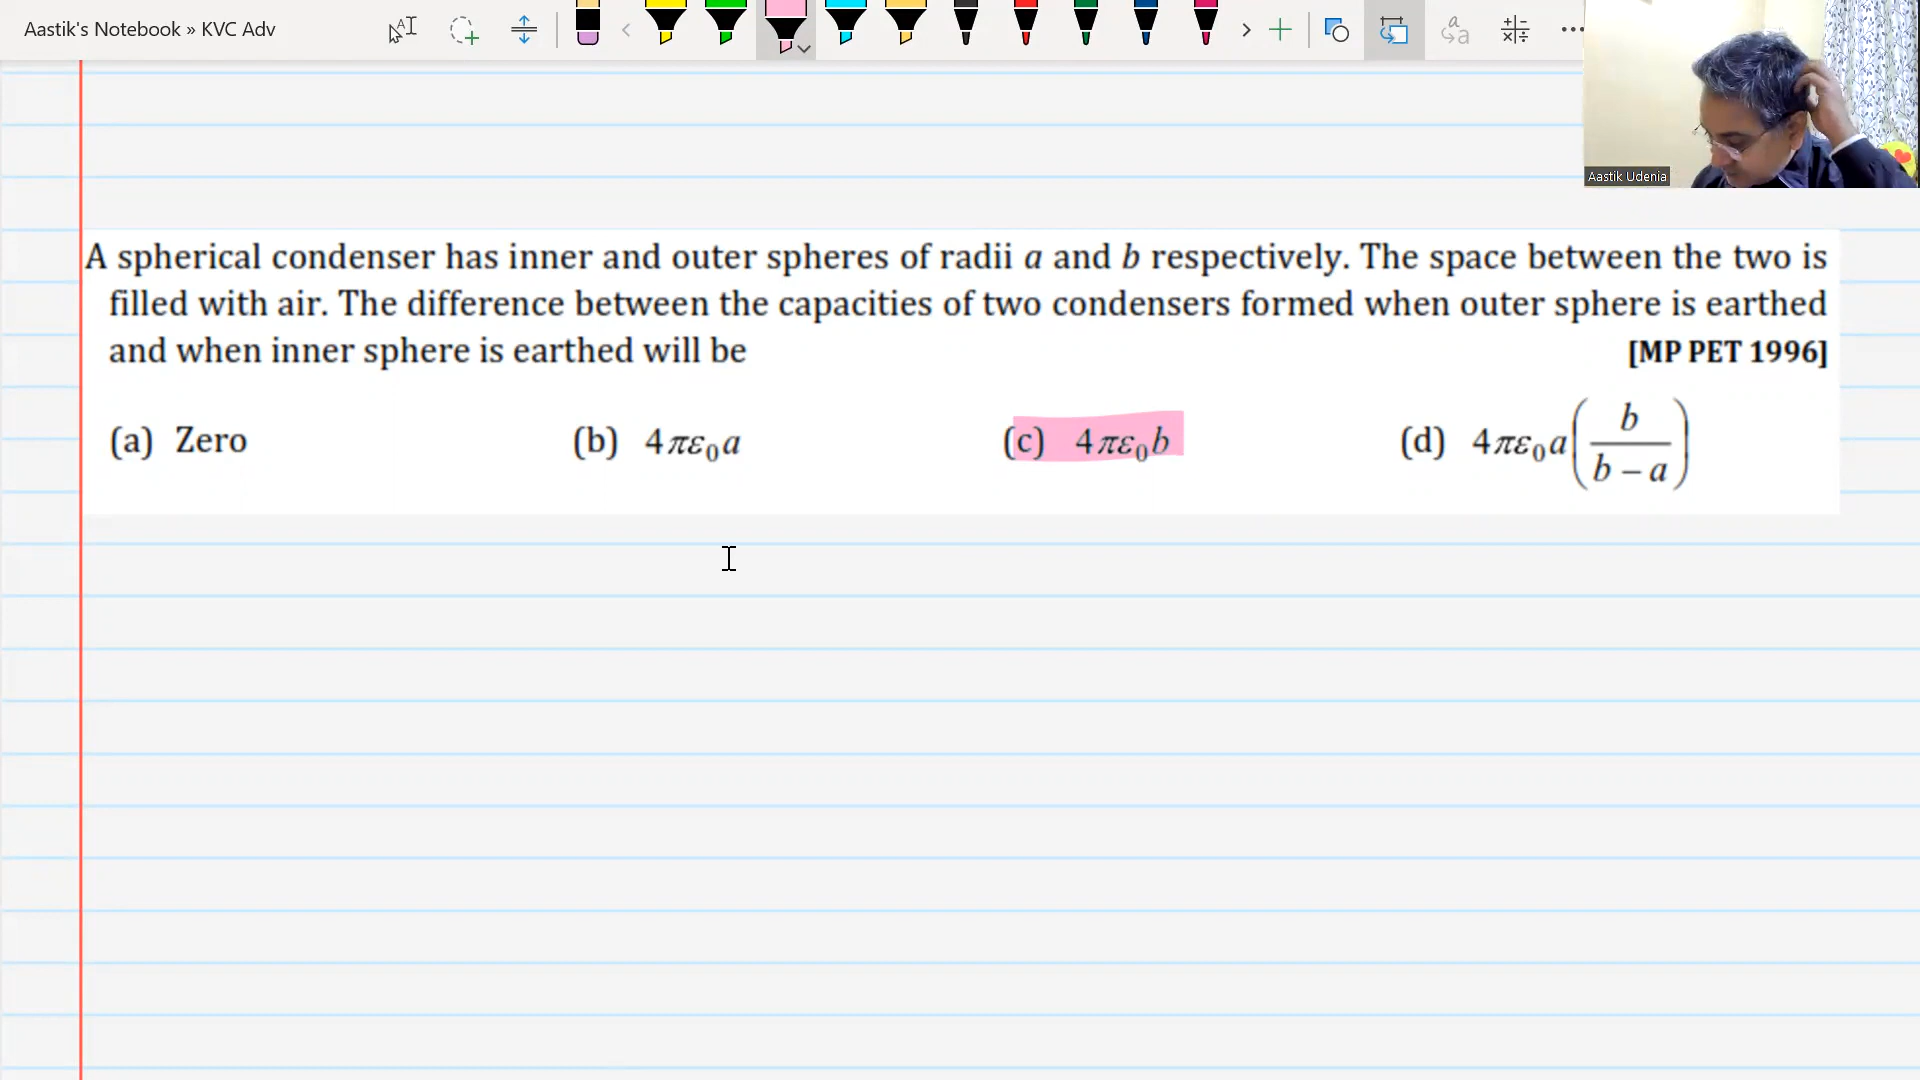 Aastik's Notebook » KVC Adv
Aastik Udenia
A spherical condenser has inner and outer spheres of radii a and b respectively. The space between the two is
filled with air. The difference between the capacities of two condensers formed when outer sphere is earthed
and when inner sphere is earthed will be [MP PET 1996]
(a) Zero (b) 4πε₀a (c) 4πε₀b (d) 4πε₀a(b/(b − a))